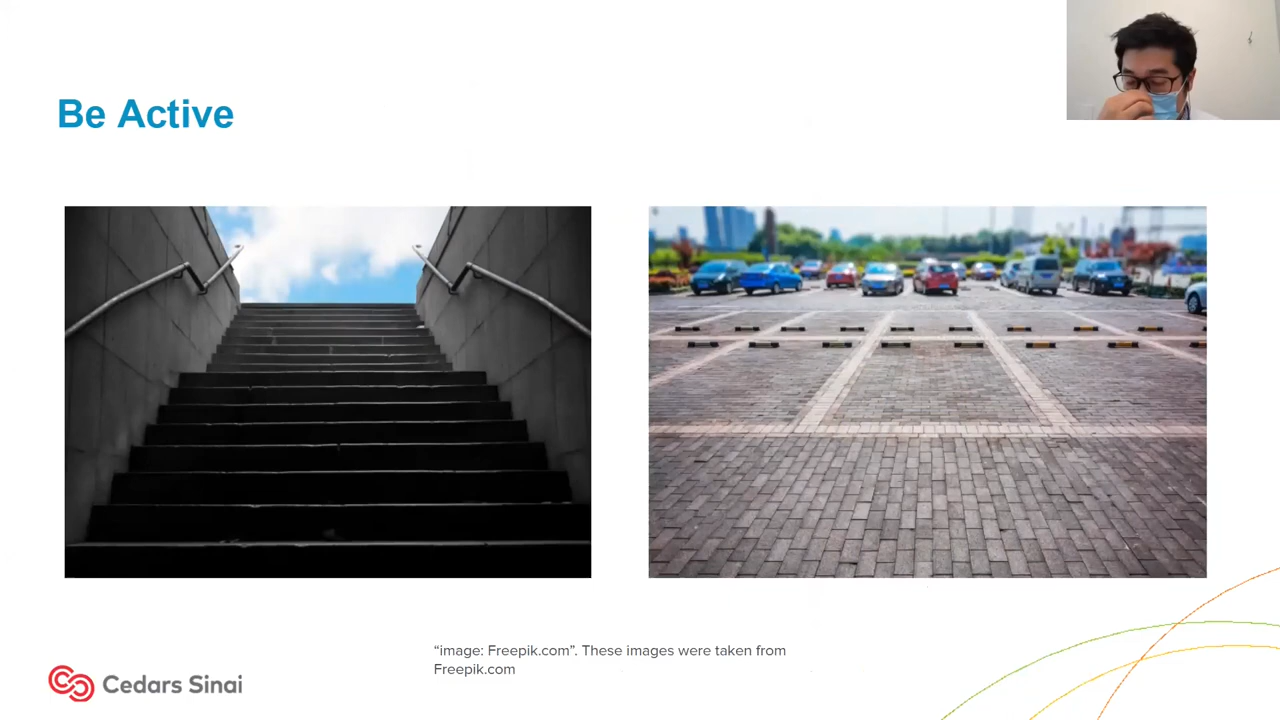 Be Active
“image: Freepik.com”. These images were taken from
Freepik.com
Cedars Sinai